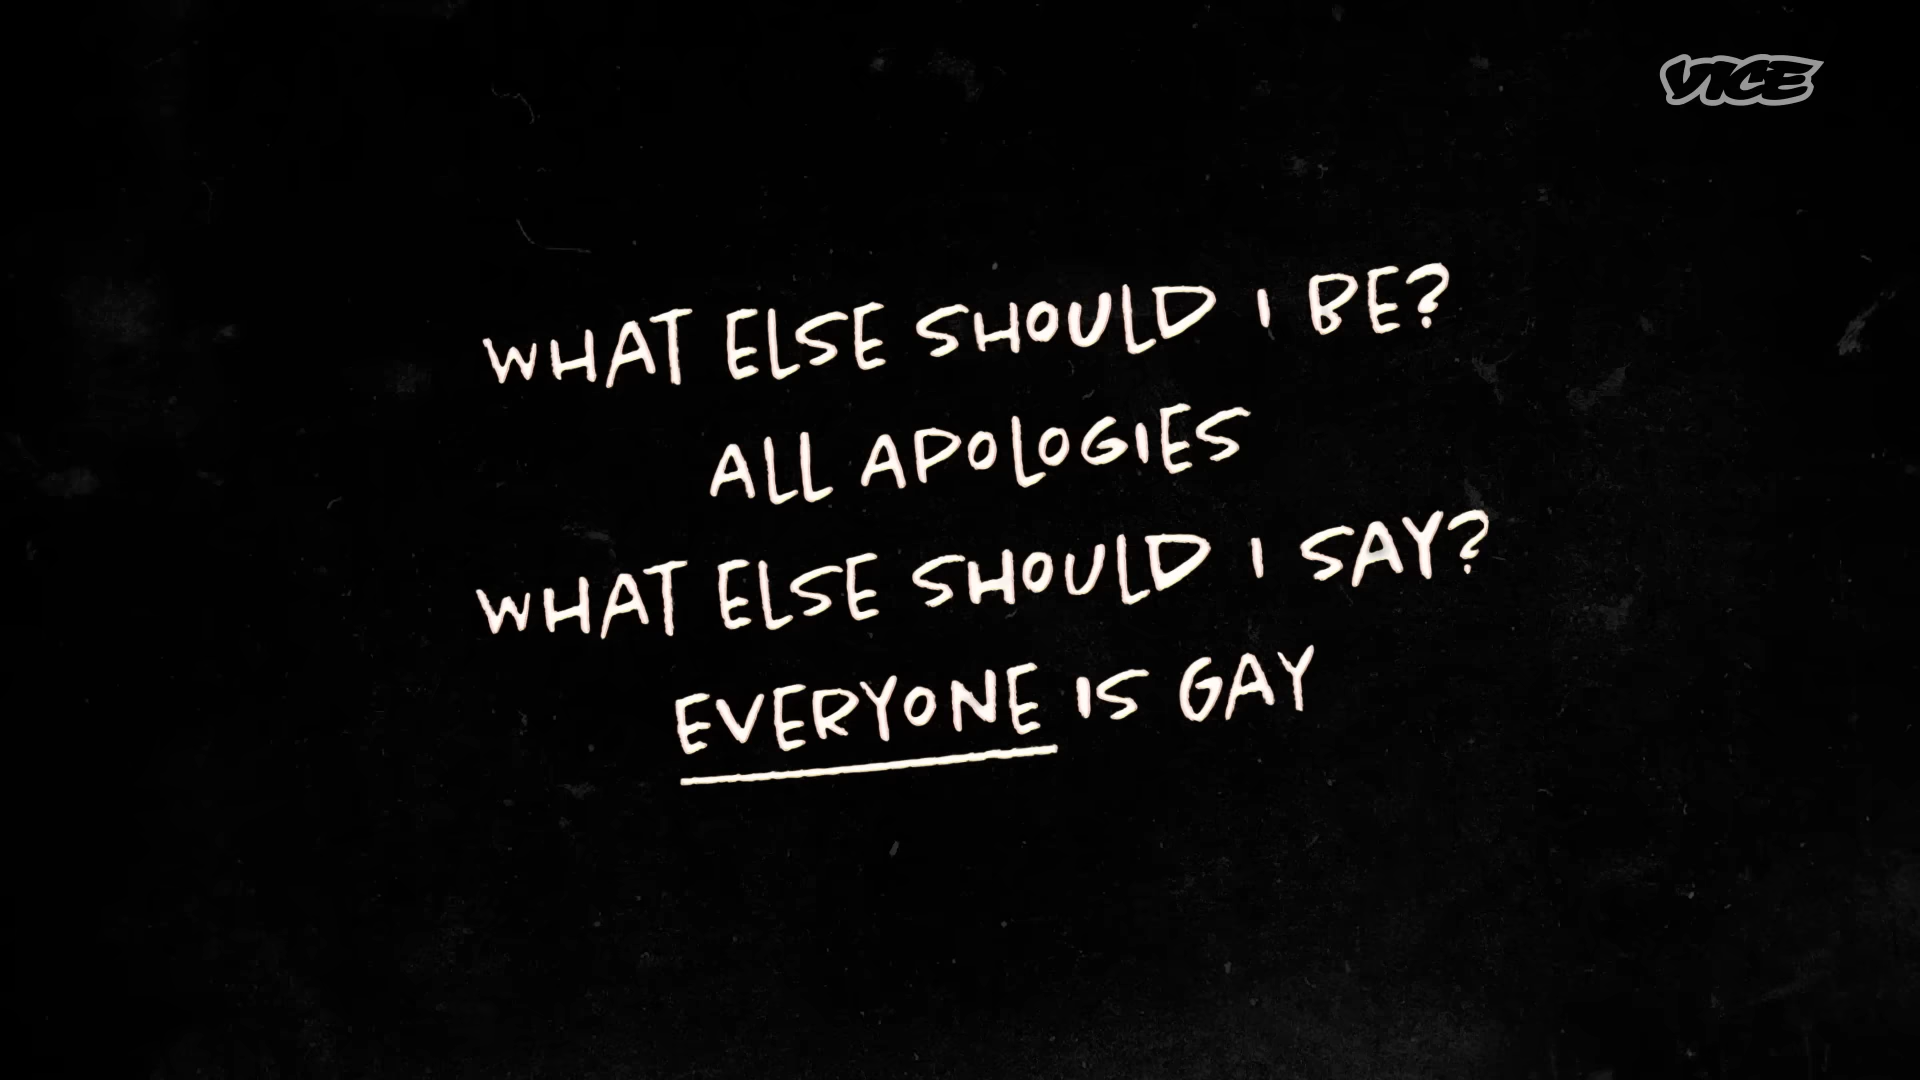 VICE
WHAT ELSE SHOULD I BE?
ALL APOLOGIES
WHAT ELSE SHOULD I SAY?
EVERYONE IS GAY